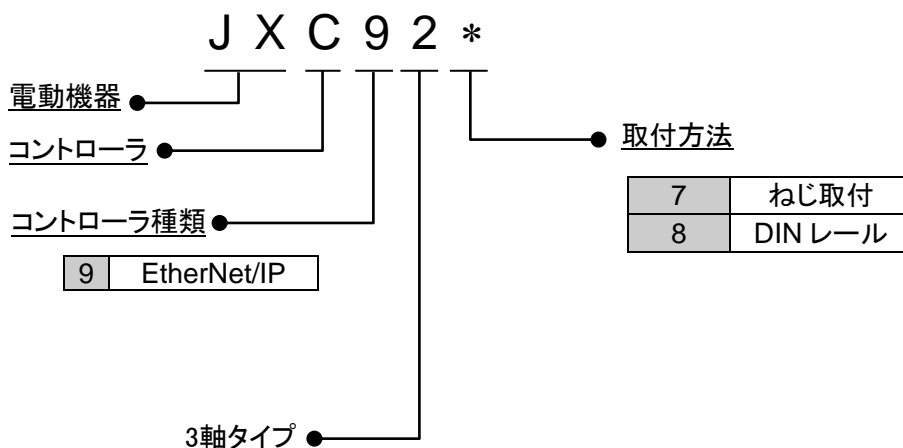 J X C 9 2 *
電動機器
コントローラ
取付方法
7 ねじ取付
8 DIN レール
コントローラ種類
9 EtherNet/IP
3軸タイプ